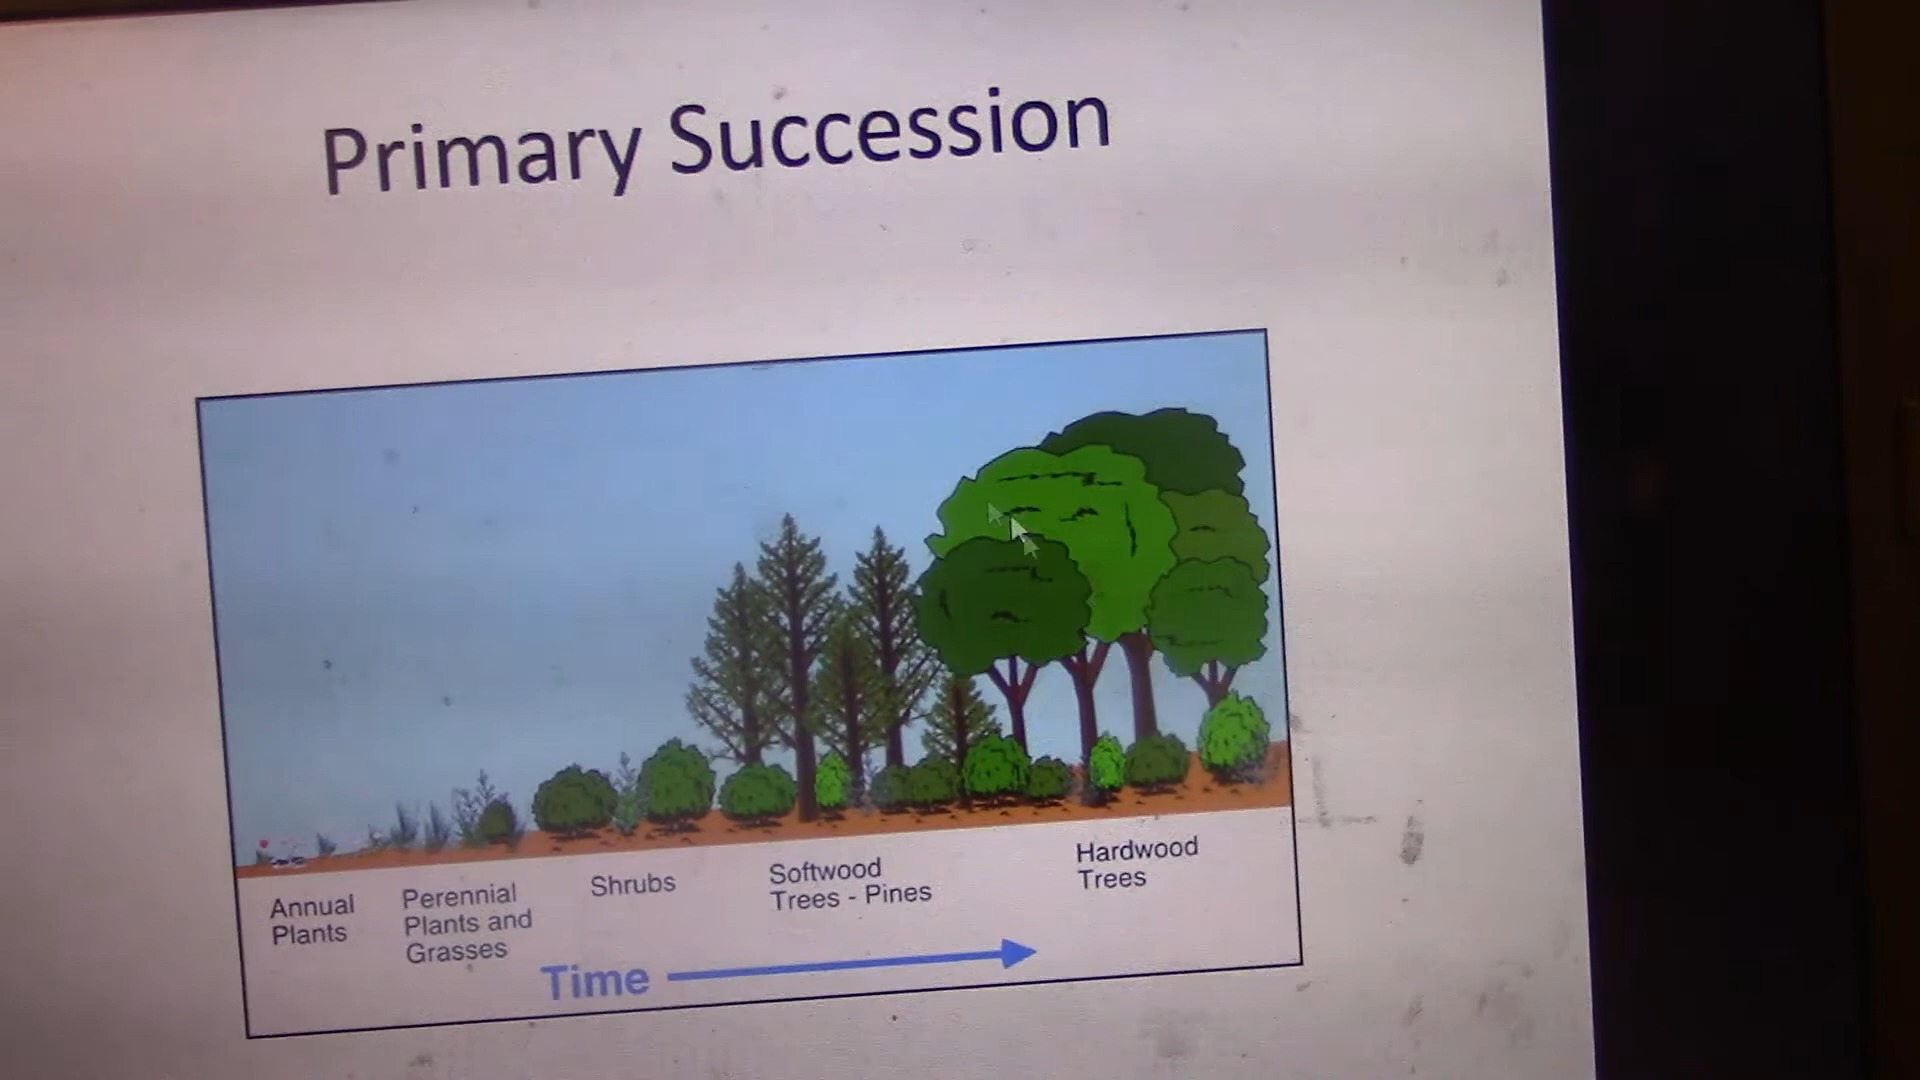 Primary Succession
Annual
Plants
Perennial
Plants and
Grasses
Shrubs
Softwood
Trees - Pines
Hardwood
Trees
Time